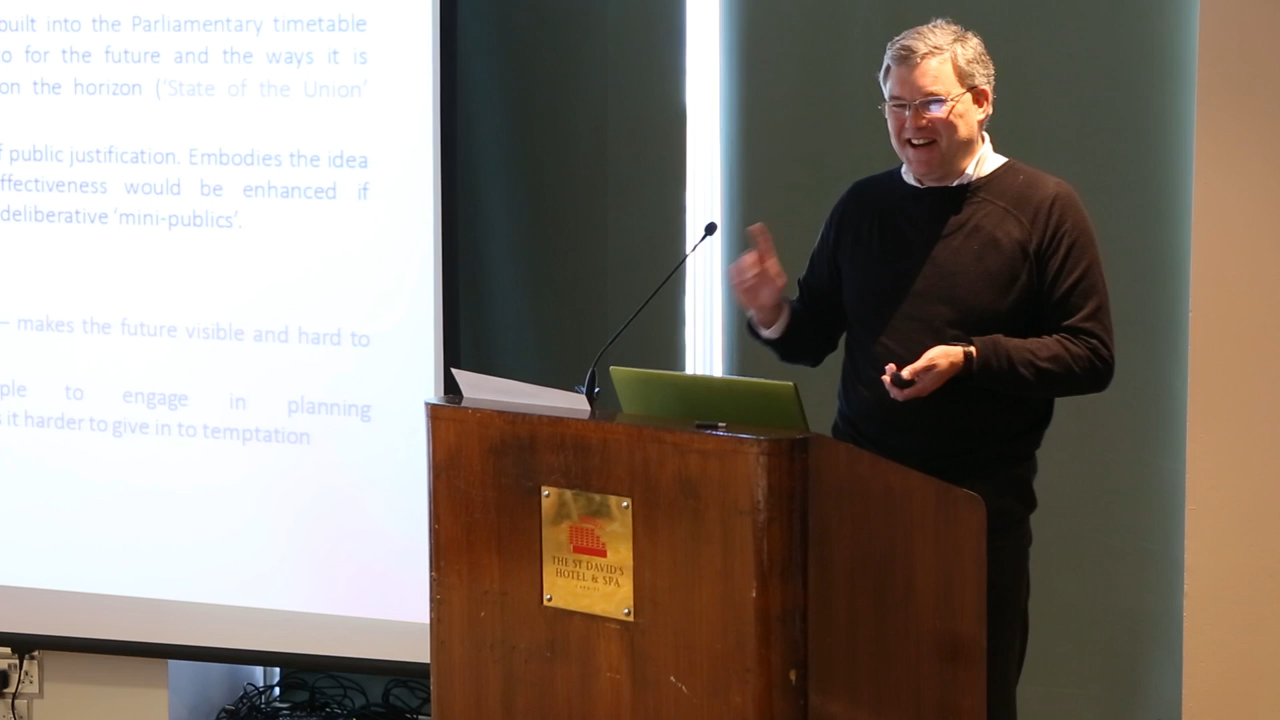 built into the Parliamentary timetable
o for the future and the ways it is
on the horizon ('State of the Union'
f public justification. Embodies the idea
ffectiveness would be enhanced if
deliberative 'mini-publics'.
– makes the future visible and hard to
ple to engage in planning
s it harder to give in to temptation
THE ST DAVID'S
HOTEL & SPA
CARDIFF